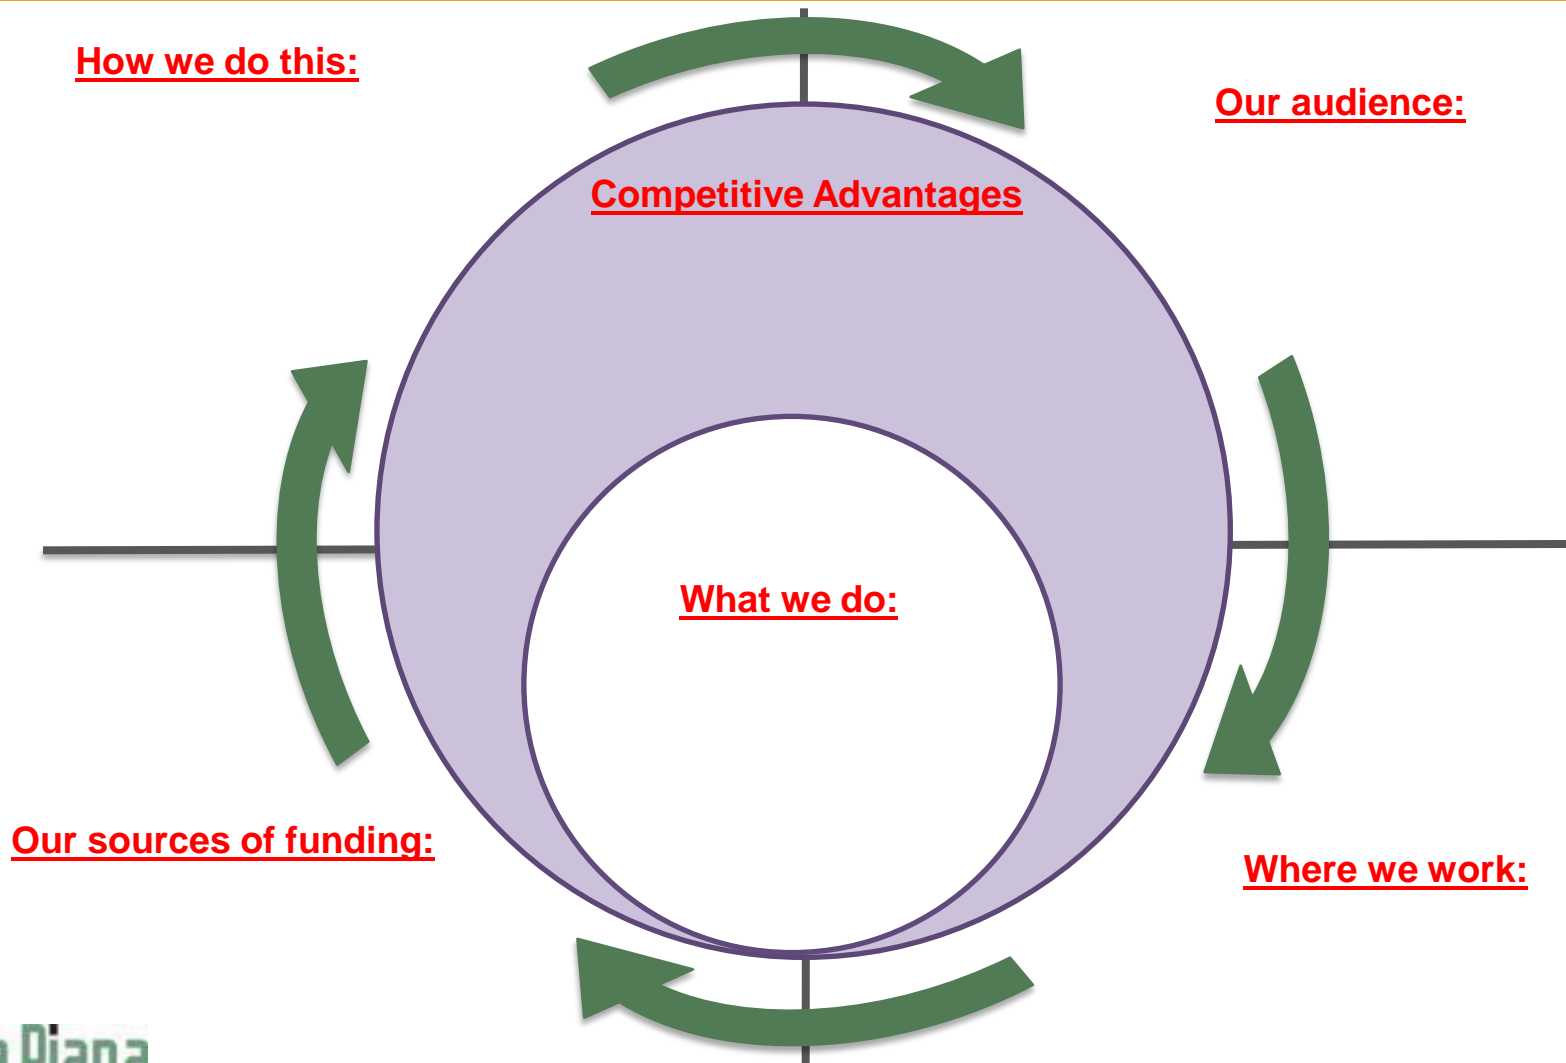 How we do this:
Our audience:
Competitive Advantages
What we do:
Our sources of funding:
Where we work:
Diana